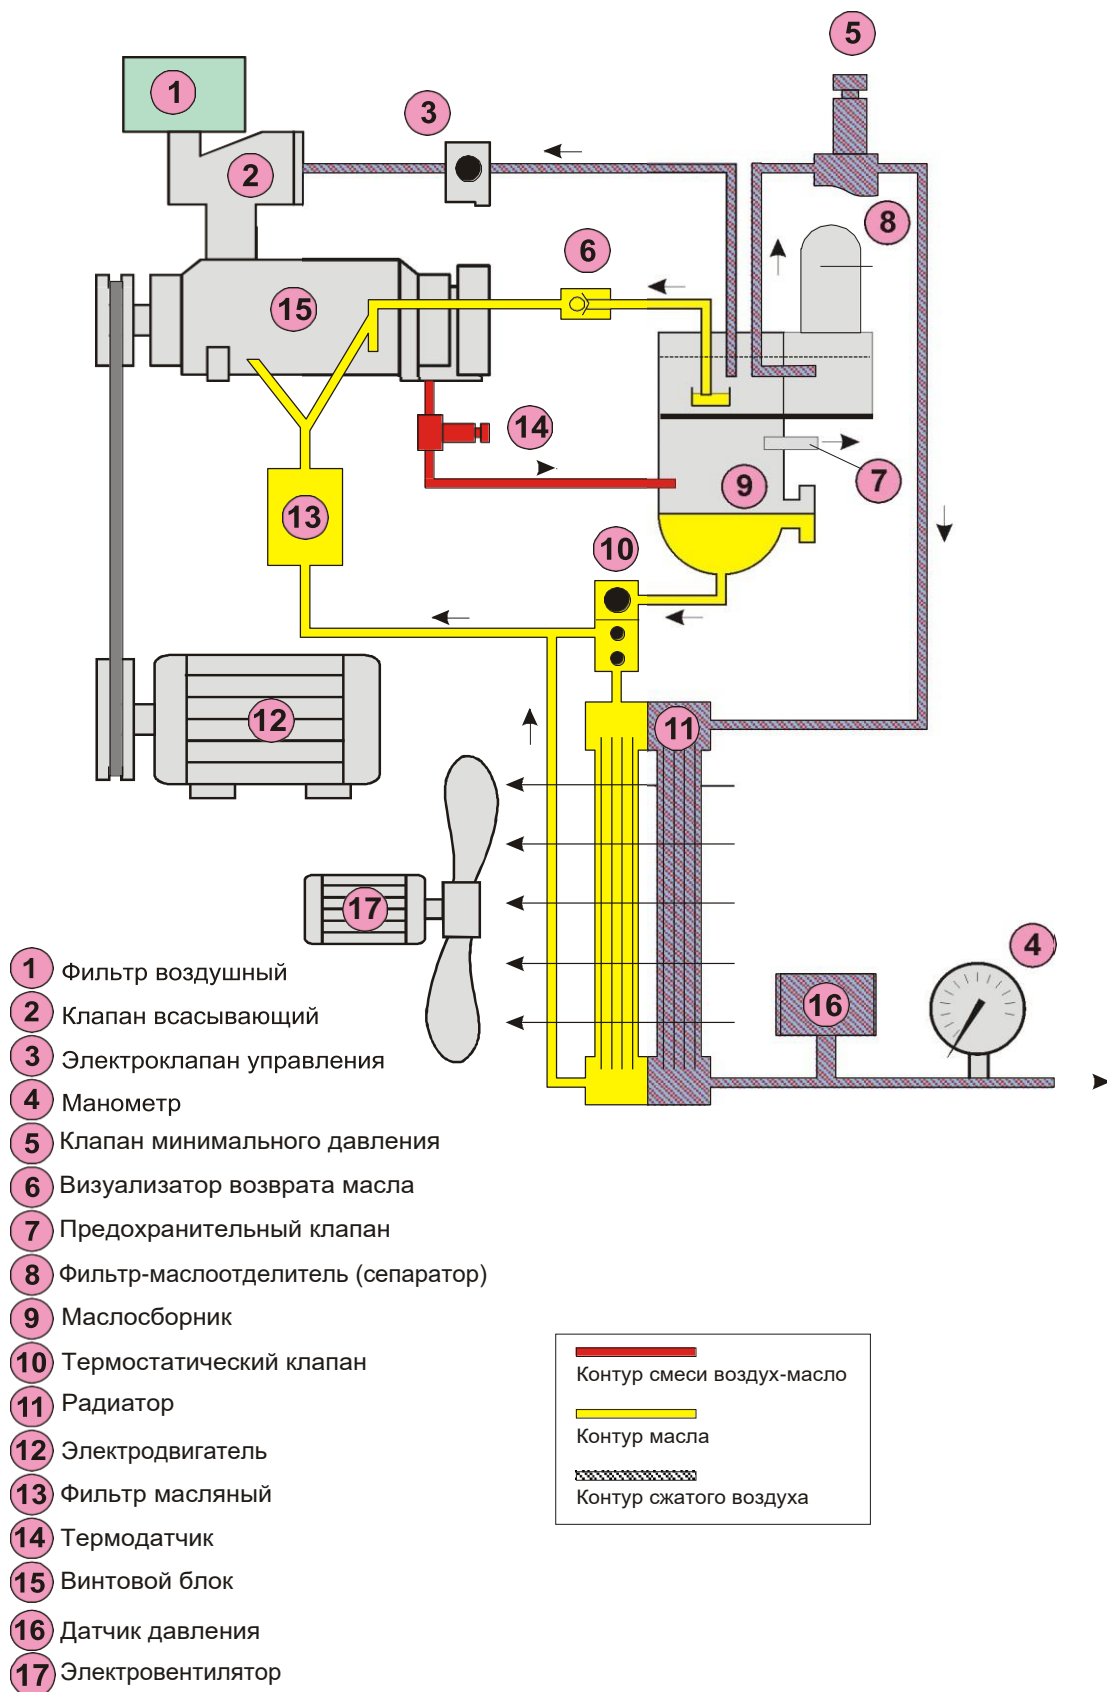 5
1
3
2
8
6
15
14
7
9
13
10
12
11
17
4
16
1 Фильтр воздушный
2 Клапан всасывающий
3 Электроклапан управления
4 Манометр
5 Клапан минимального давления
6 Визуализатор возврата масла
7 Предохранительный клапан
8 Фильтр-маслоотделитель (сепаратор)
9 Маслосборник
10 Термостатический клапан
11 Радиатор
12 Электродвигатель
13 Фильтр масляный
14 Термодатчик
15 Винтовой блок
16 Датчик давления
17 Электровентилятор
Контур смеси воздух-масло
Контур масла
Контур сжатого воздуха